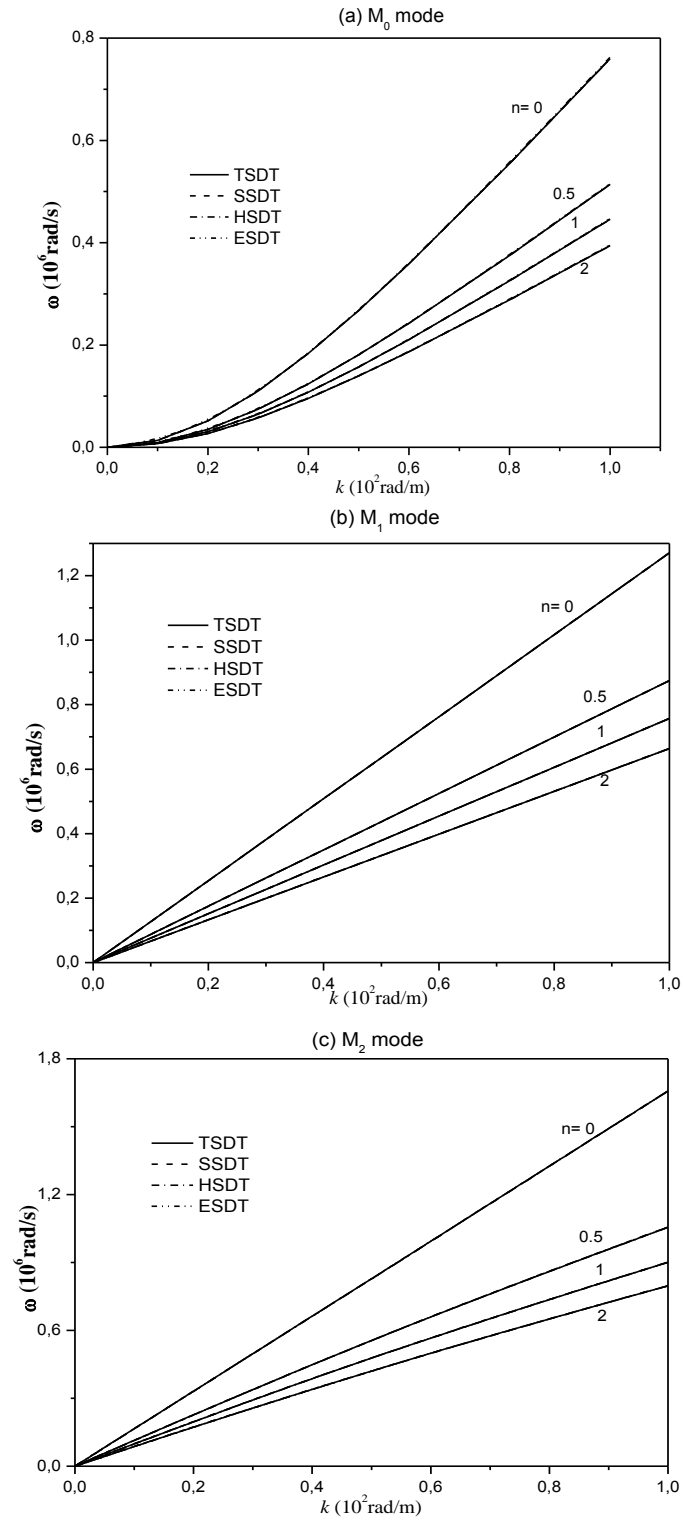 (a) M₀ mode
0,8
n= 0
0,6
TSDT
SSDT
HSDT
ESDT
0.5
1
2
ω (10⁶rad/s)
0,4
0,2
0,0
0,0 0,2 0,4 0,6 0,8 1,0
k (10²rad/m)
(b) M₁ mode
1,2
n= 0
TSDT
SSDT
HSDT
ESDT
1,0
0.5
0,8
1
2
ω (10⁶rad/s)
0,6
0,4
0,2
0,0
0,0 0,2 0,4 0,6 0,8 1,0
k (10²rad/m)
(c) M₂ mode
1,8
n= 0
TSDT
SSDT
HSDT
ESDT
1,2
0.5
1
2
ω (10⁶rad/s)
0,6
0,0
0,0 0,2 0,4 0,6 0,8 1,0
k (10²rad/m)